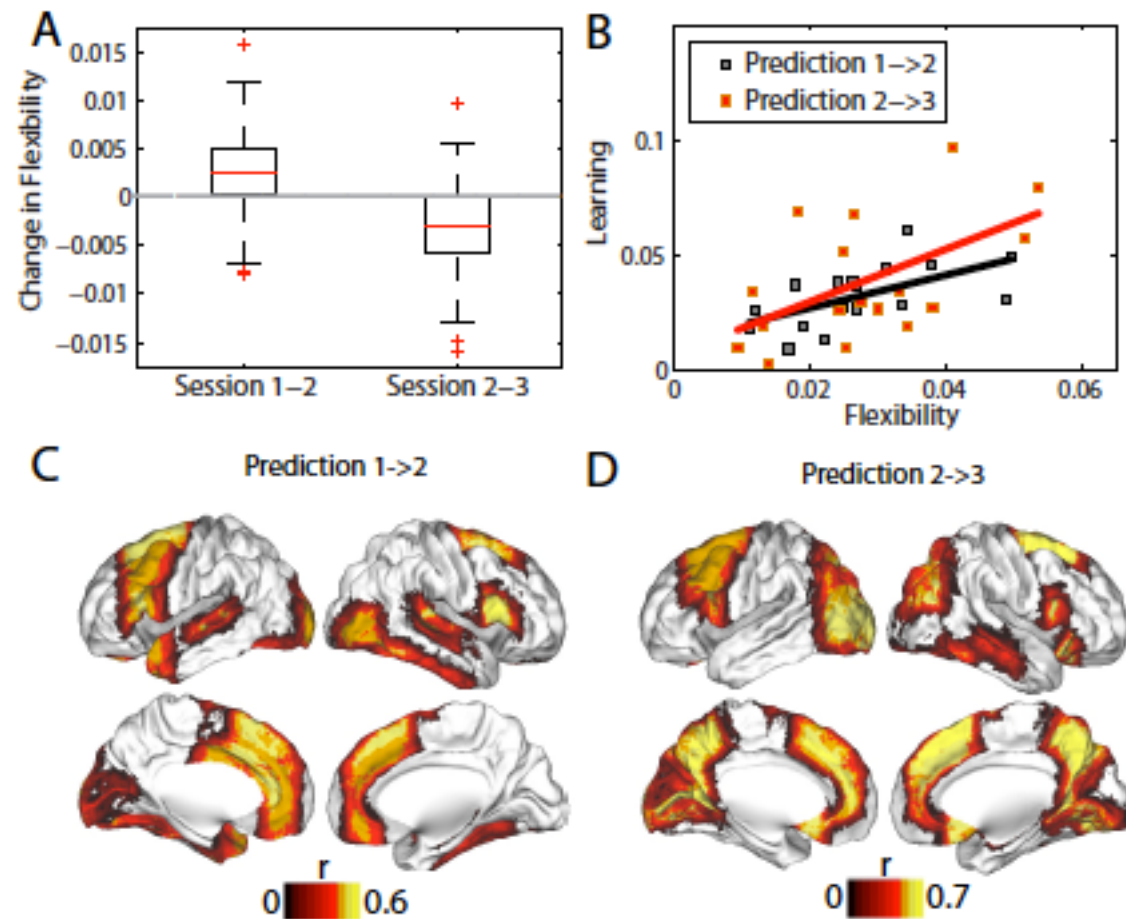 A
Change in Flexibility
0.015
0.01
0.005
0
−0.005
−0.01
−0.015
Session 1−2
Session 2−3
B
Prediction 1−>2
Prediction 2−>3
Learning
0.1
0.05
0
0
0.02
0.04
0.06
Flexibility
C
Prediction 1->2
r
0
0.6
D
Prediction 2->3
r
0
0.7